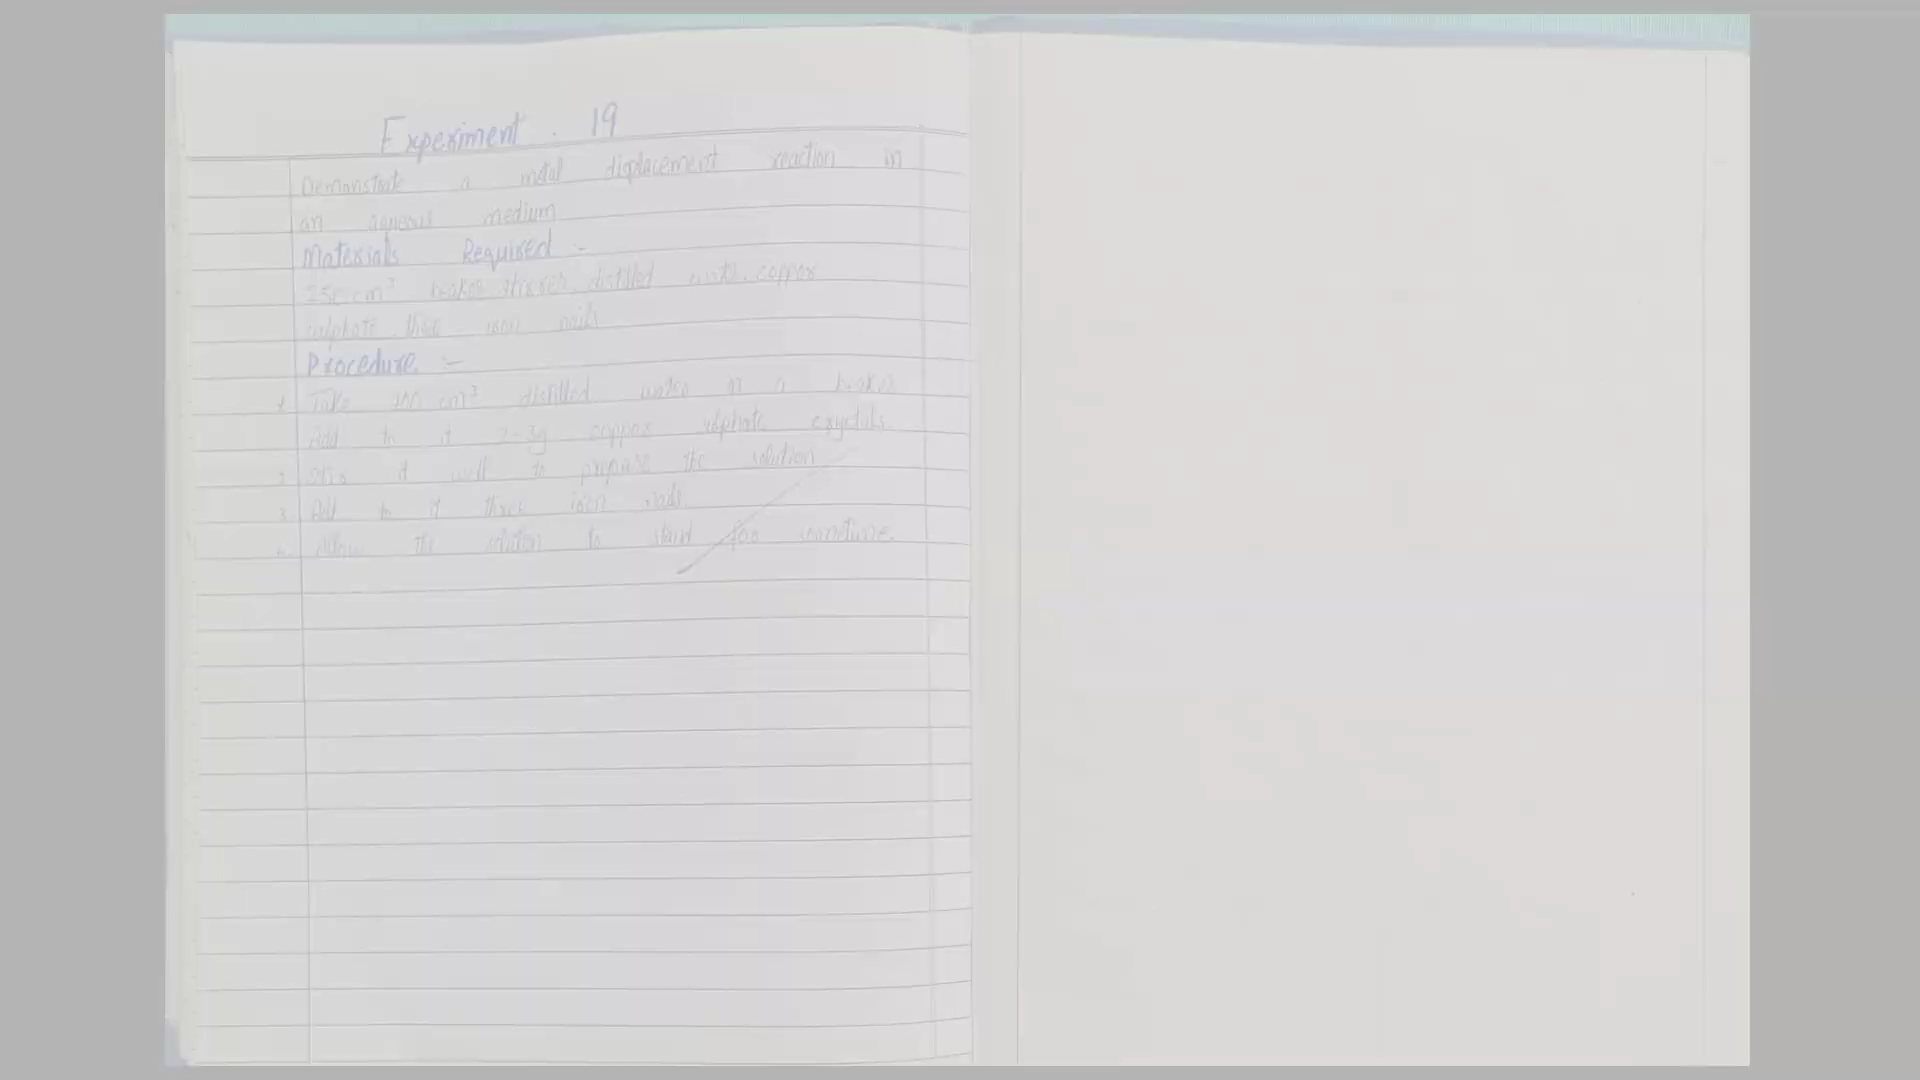 Experiment . 19
Demonstrate a metal displacement reaction in
an aqueous medium
Materials Required :-
250 cm³ beaker, stirrer, distilled water, copper
sulphate, three iron nails
Procedure :-
1 Take 100 cm³ distilled water in a beaker
Add to it 2-3g copper sulphate crystals
2 Stir it well to prepare the solution
3 Add to it three iron nails
4 Allow the solution to stand for sometime.